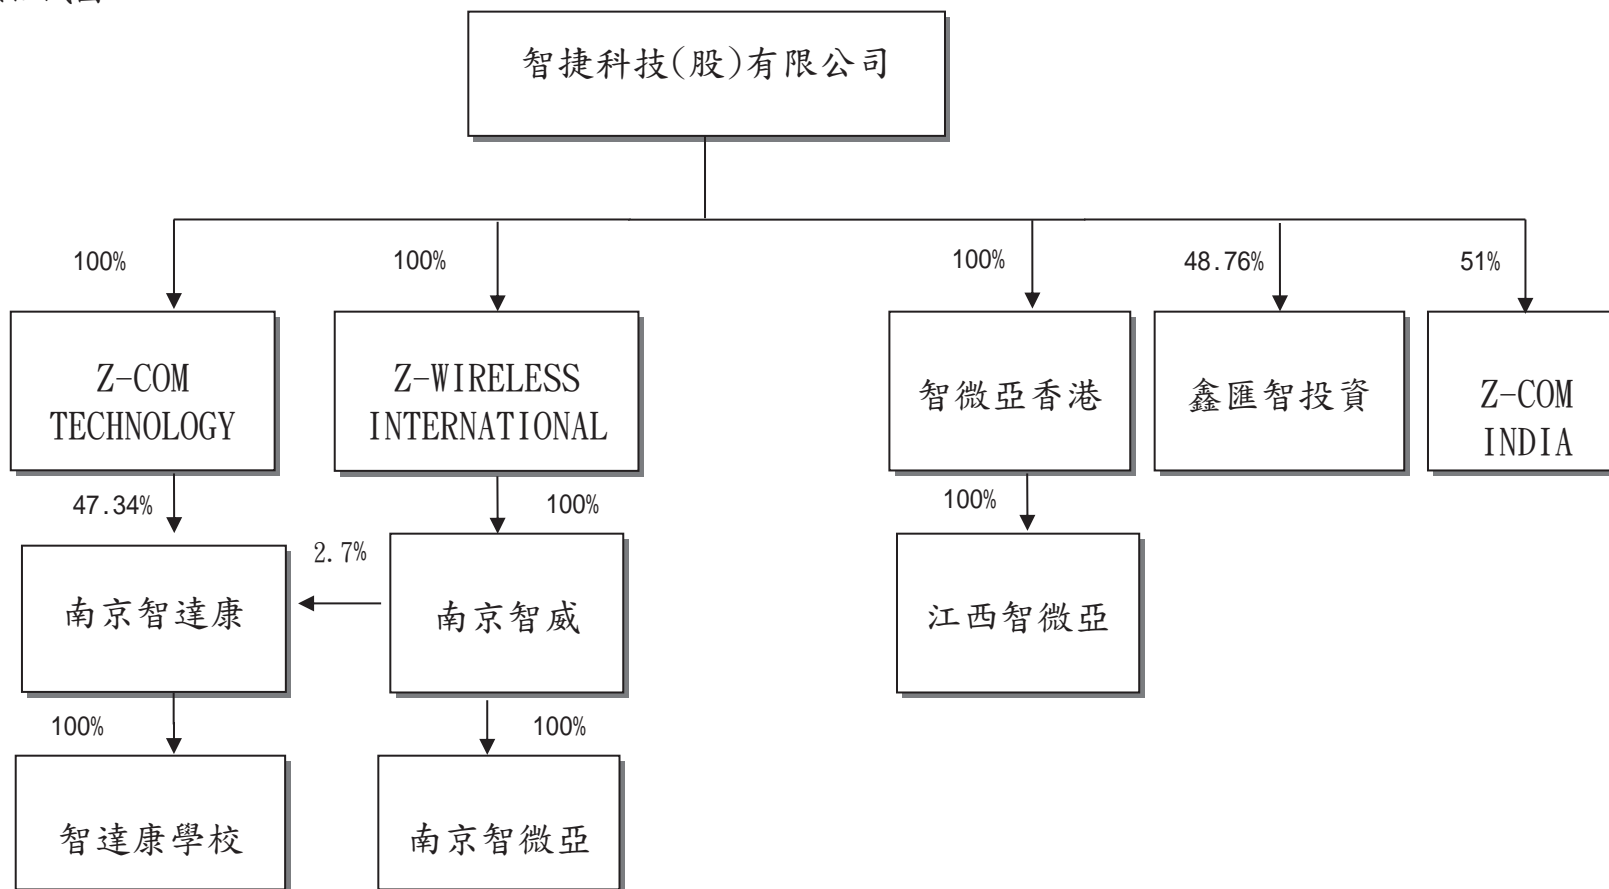 智捷科技(股)有限公司
100%
100%
100%
48.76%
51%
Z-COM
TECHNOLOGY
Z-WIRELESS
INTERNATIONAL
智微亞香港
鑫匯智投資
Z-COM
INDIA
47.34%
100%
100%
2.7%
南京智達康
南京智威
江西智微亞
100%
100%
智達康學校
南京智微亞